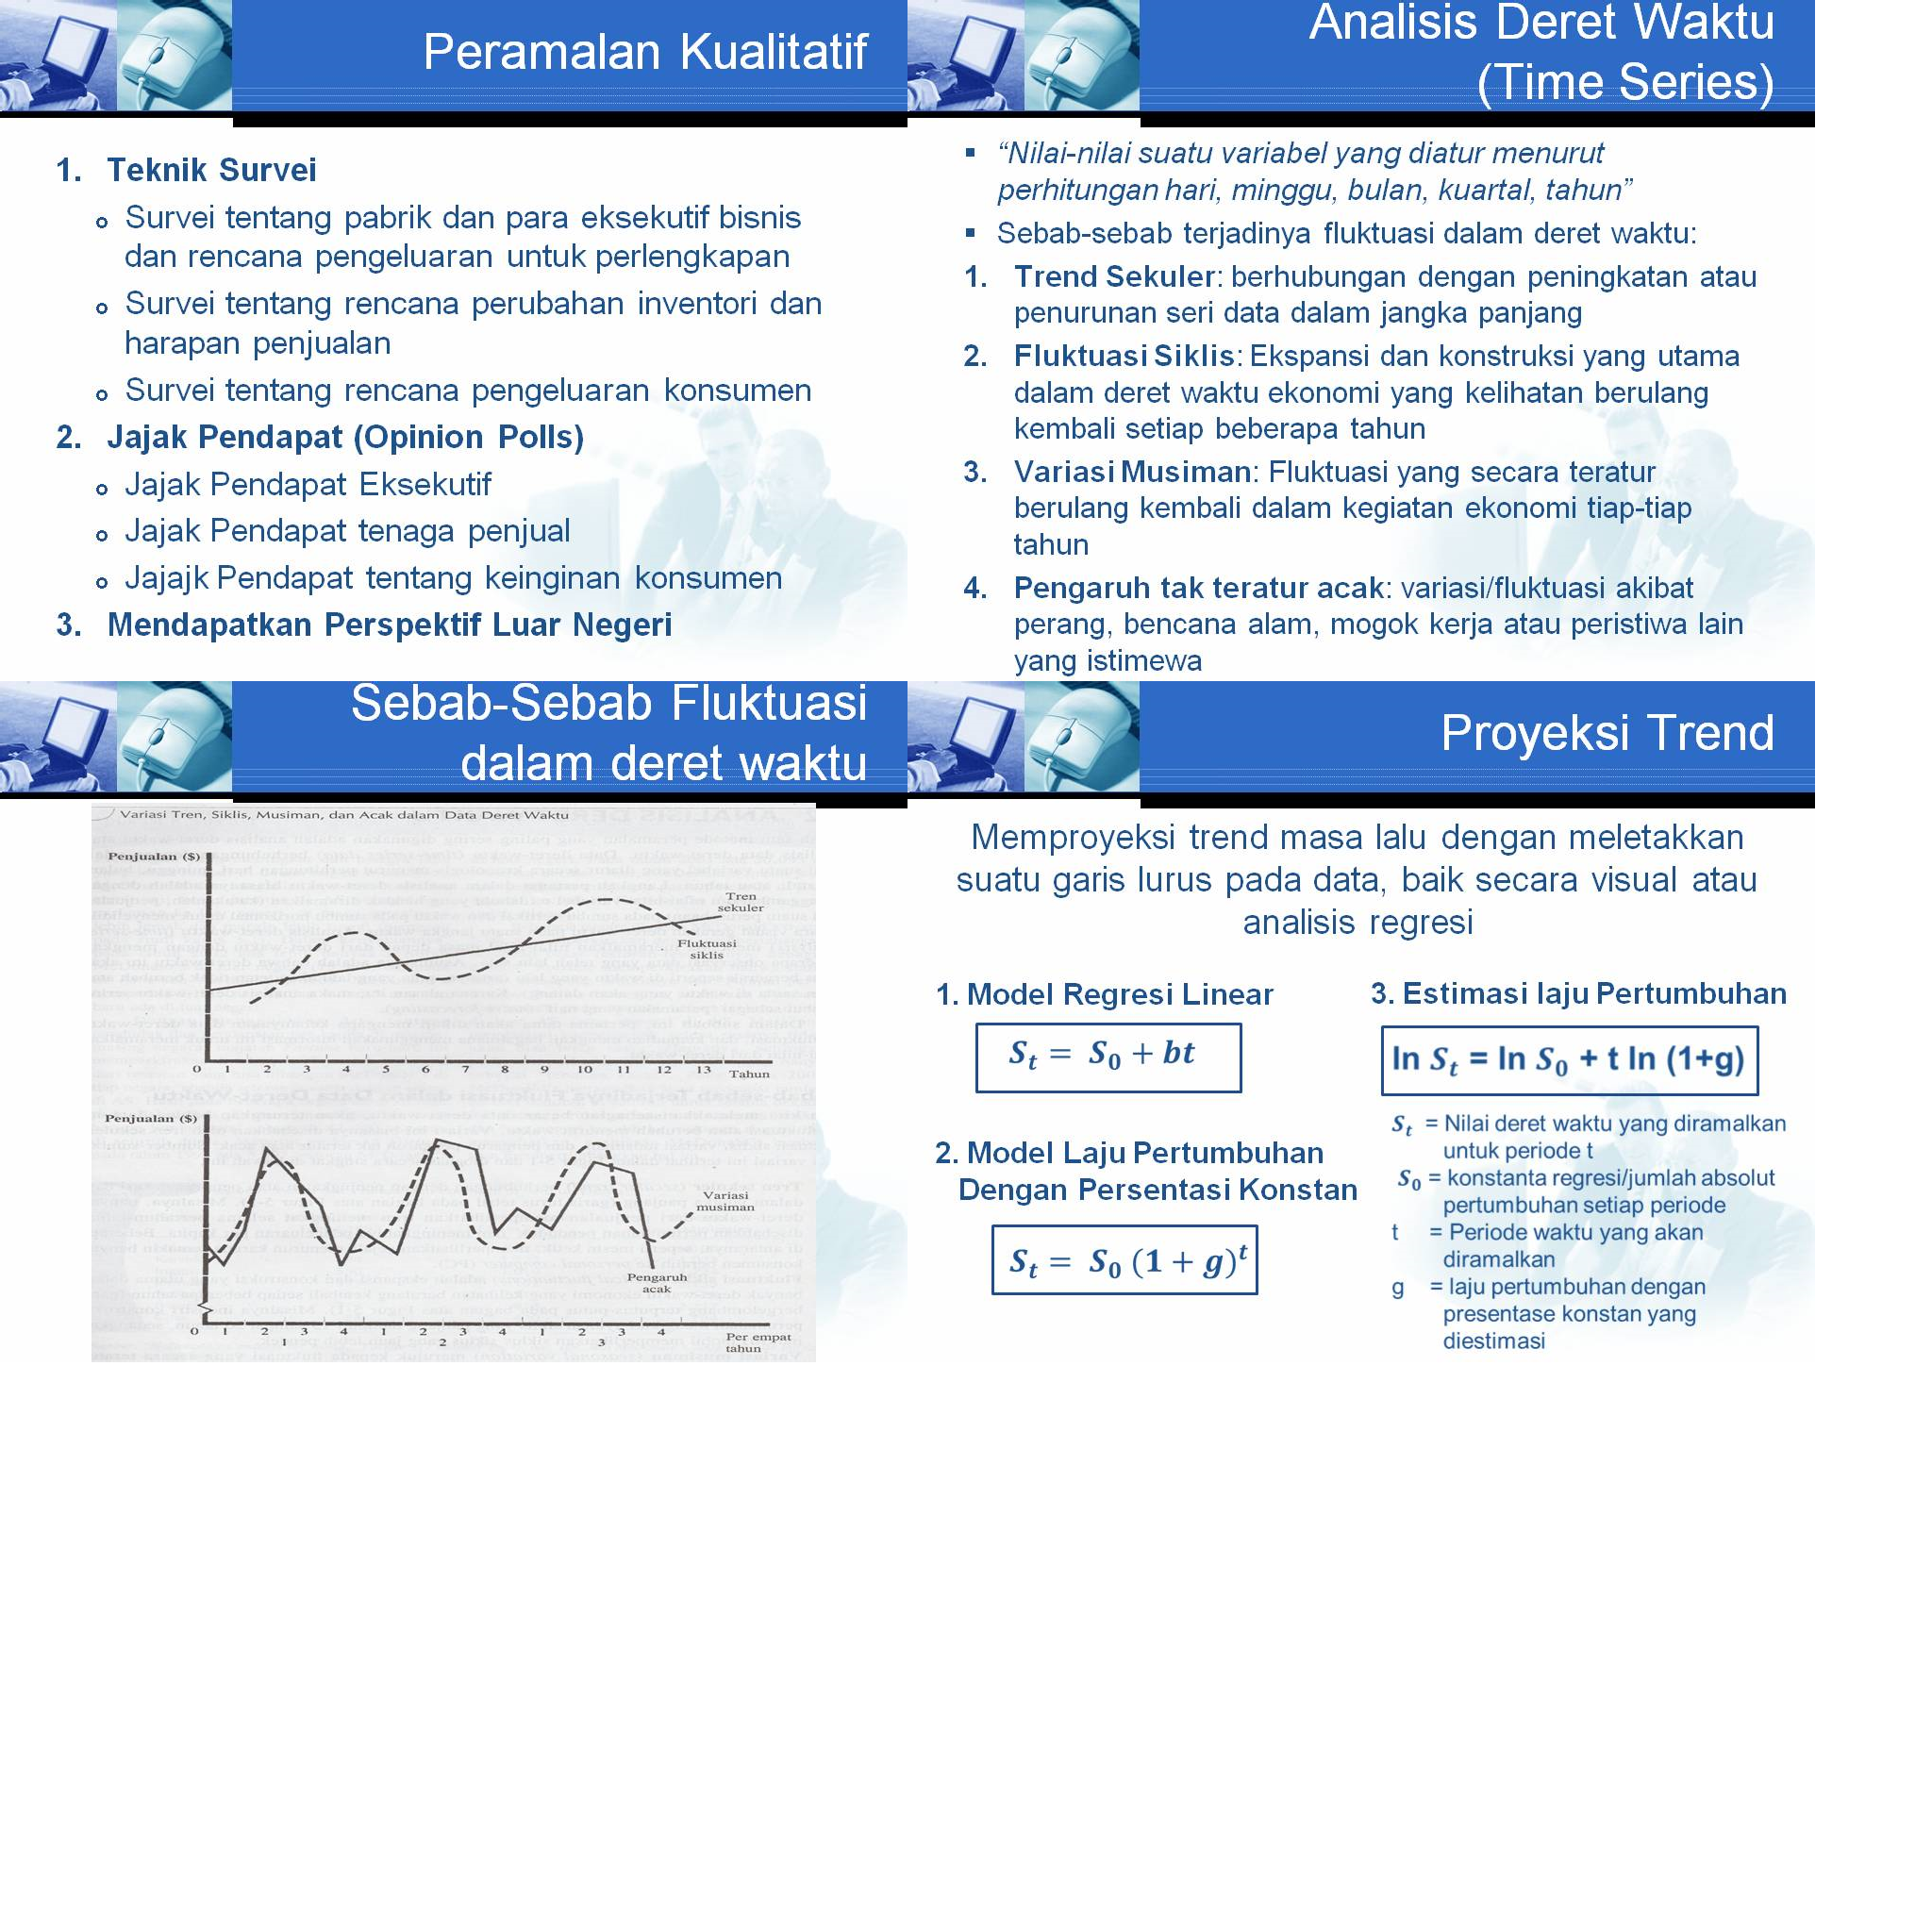 Peramalan Kualitatif
1. Teknik Survei
Survei tentang pabrik dan para eksekutif bisnis
dan rencana pengeluaran untuk perlengkapan
Survei tentang rencana perubahan inventori dan
harapan penjualan
Survei tentang rencana pengeluaran konsumen
2. Jajak Pendapat (Opinion Polls)
Jajak Pendapat Eksekutif
Jajak Pendapat tenaga penjual
Jajajk Pendapat tentang keinginan konsumen
3. Mendapatkan Perspektif Luar Negeri
Analisis Deret Waktu
(Time Series)
▪ “Nilai-nilai suatu variabel yang diatur menurut
perhitungan hari, minggu, bulan, kuartal, tahun”
▪ Sebab-sebab terjadinya fluktuasi dalam deret waktu:
1. Trend Sekuler: berhubungan dengan peningkatan atau
penurunan seri data dalam jangka panjang
2. Fluktuasi Siklis: Ekspansi dan konstruksi yang utama
dalam deret waktu ekonomi yang kelihatan berulang
kembali setiap beberapa tahun
3. Variasi Musiman: Fluktuasi yang secara teratur
berulang kembali dalam kegiatan ekonomi tiap-tiap
tahun
4. Pengaruh tak teratur acak: variasi/fluktuasi akibat
perang, bencana alam, mogok kerja atau peristiwa lain
yang istimewa
Sebab-Sebab Fluktuasi
dalam deret waktu
Variasi Tren, Siklis, Musiman, dan Acak dalam Data Deret Waktu
Penjualan ($)
Tren
sekuler
Fluktuasi
siklis
0 1 2 3 4 5 6 7 8 9 10 11 12 13 Tahun
Penjualan ($)
Variasi
musiman
Pengaruh
acak
0 1 2 3 4 1 2 3 4 1 2 3 4 Per empat
tahun
1 2 3
Proyeksi Trend
Memproyeksi trend masa lalu dengan meletakkan
suatu garis lurus pada data, baik secara visual atau
analisis regresi
1. Model Regresi Linear
Sₜ = S₀ + bt
2. Model Laju Pertumbuhan
Dengan Persentasi Konstan
Sₜ = S₀ (1 + g)ᵗ
3. Estimasi laju Pertumbuhan
ln Sₜ = ln S₀ + t ln (1+g)
Sₜ = Nilai deret waktu yang diramalkan
untuk periode t
S₀ = konstanta regresi/jumlah absolut
pertumbuhan setiap periode
t = Periode waktu yang akan
diramalkan
g = laju pertumbuhan dengan
presentase konstan yang
diestimasi